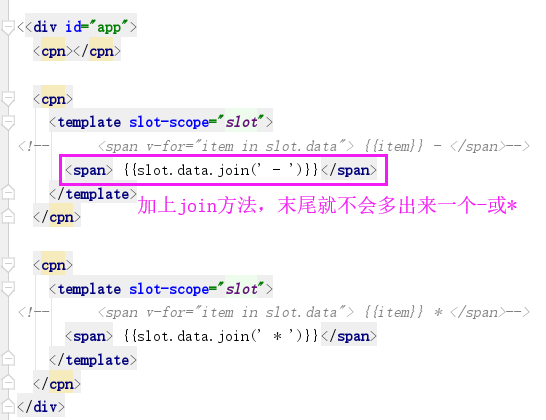 <<div id="app">
<cpn></cpn>
<cpn>
<template slot-scope="slot">
<!-- <span v-for="item in slot.data"> {{item}} - </span>-->
<span> {{slot.data.join(' - ')}}</span>
</template>
加上join方法，末尾就不会多出来一个-或*
</cpn>
<cpn>
<template slot-scope="slot">
<!-- <span v-for="item in slot.data"> {{item}} * </span>-->
<span> {{slot.data.join(' * ')}}</span>
</template>
</cpn>
</div>